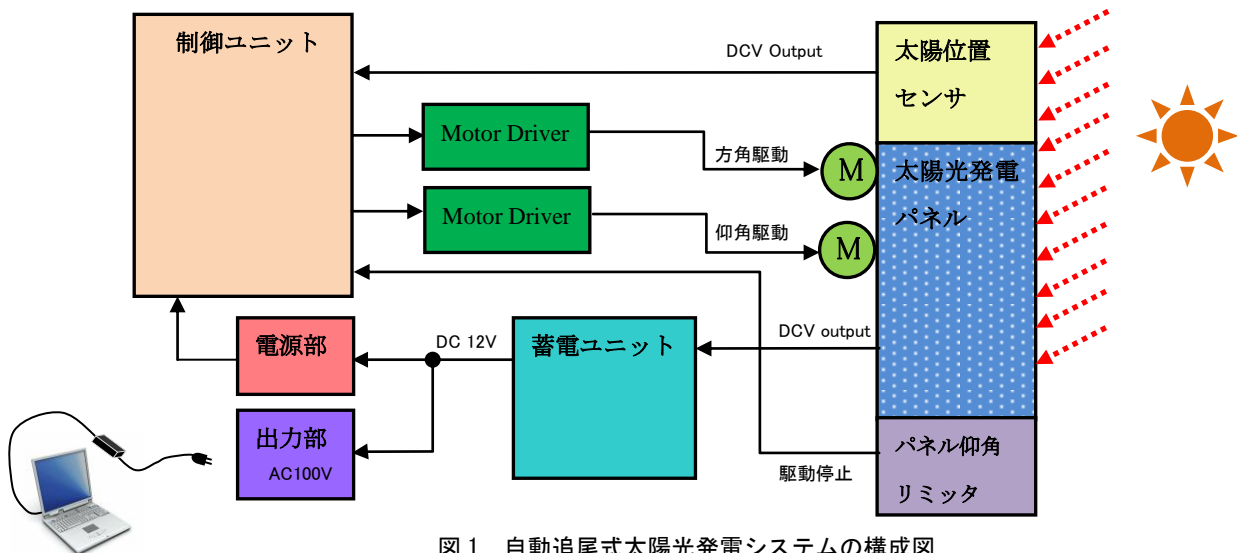 制御ユニット
DCV Output
太陽位置
センサ
Motor Driver
方角駆動
M
太陽光発電
パネル
Motor Driver
仰角駆動
M
電源部
DC 12V
蓄電ユニット
DCV output
出力部
AC100V
駆動停止
パネル仰角
リミッタ
図1 自動追尾式太陽光発電システムの構成図